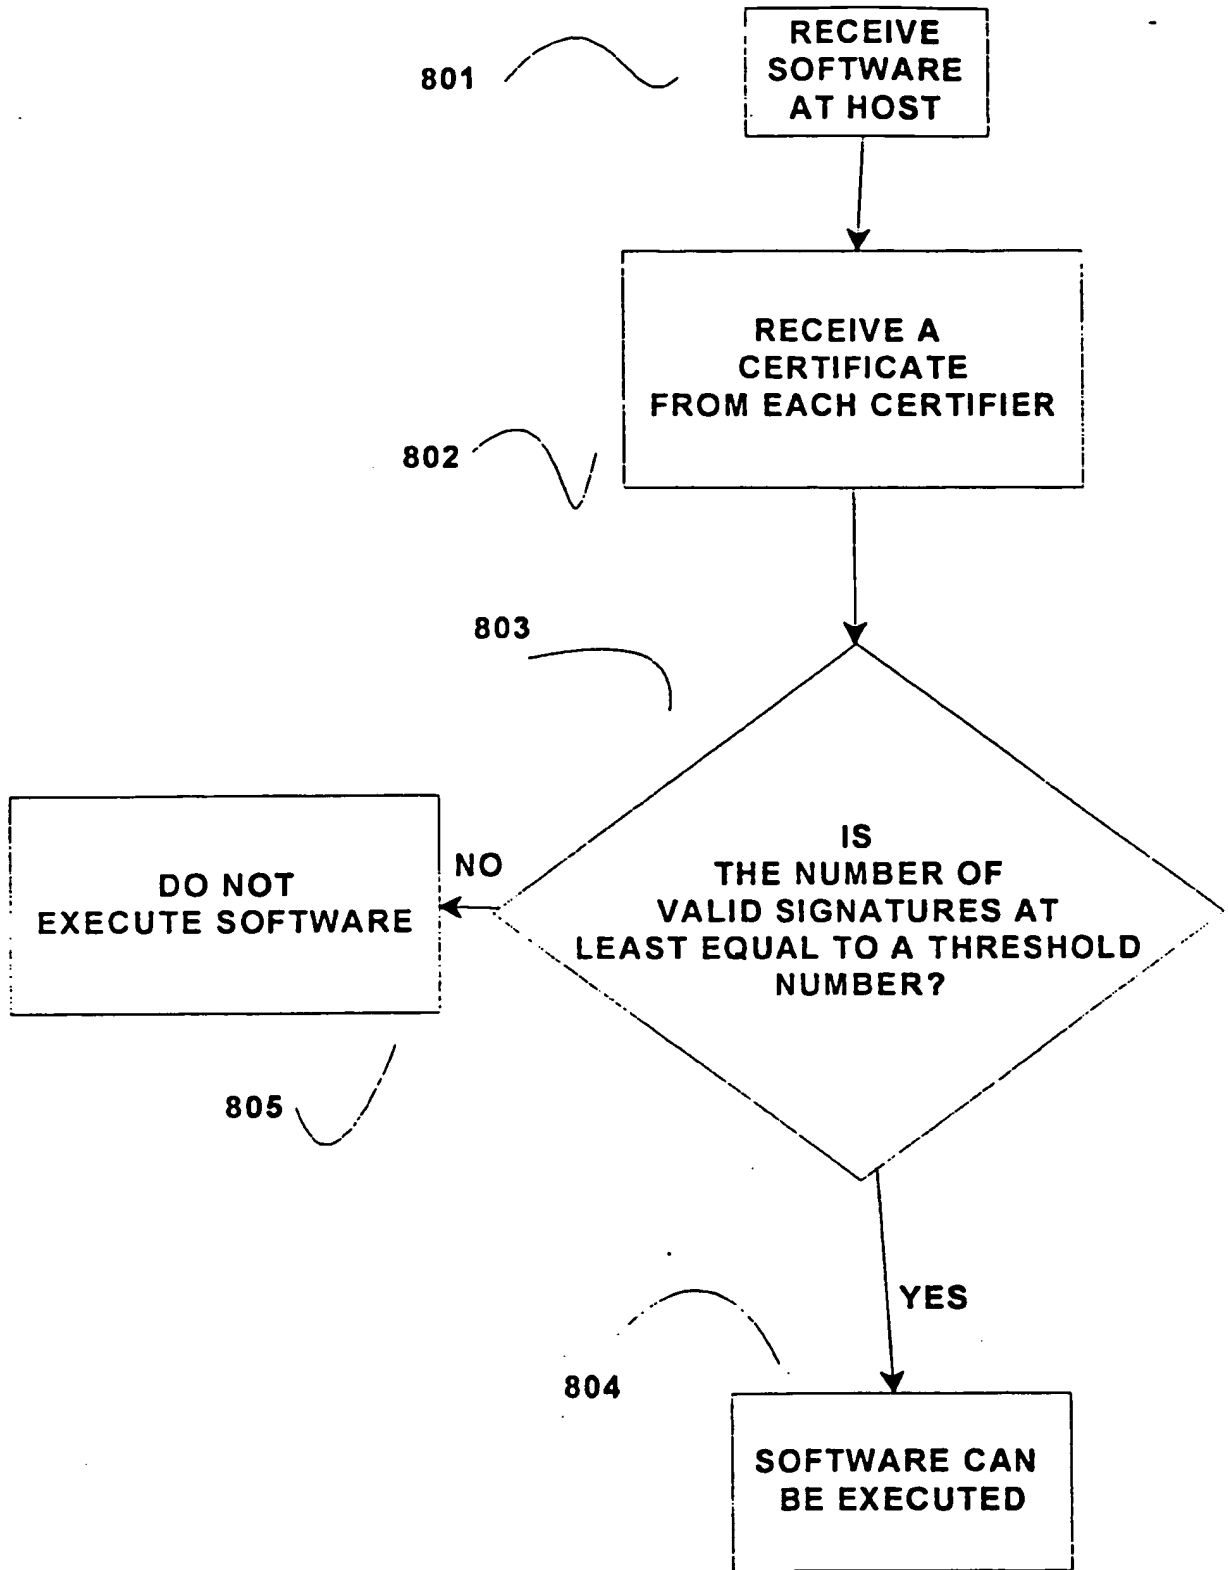 RECEIVE
SOFTWARE
AT HOST
801
RECEIVE A
CERTIFICATE
FROM EACH CERTIFIER
802
803
IS
THE NUMBER OF
VALID SIGNATURES AT
LEAST EQUAL TO A THRESHOLD
NUMBER?
NO
DO NOT
EXECUTE SOFTWARE
805
YES
804
SOFTWARE CAN
BE EXECUTED